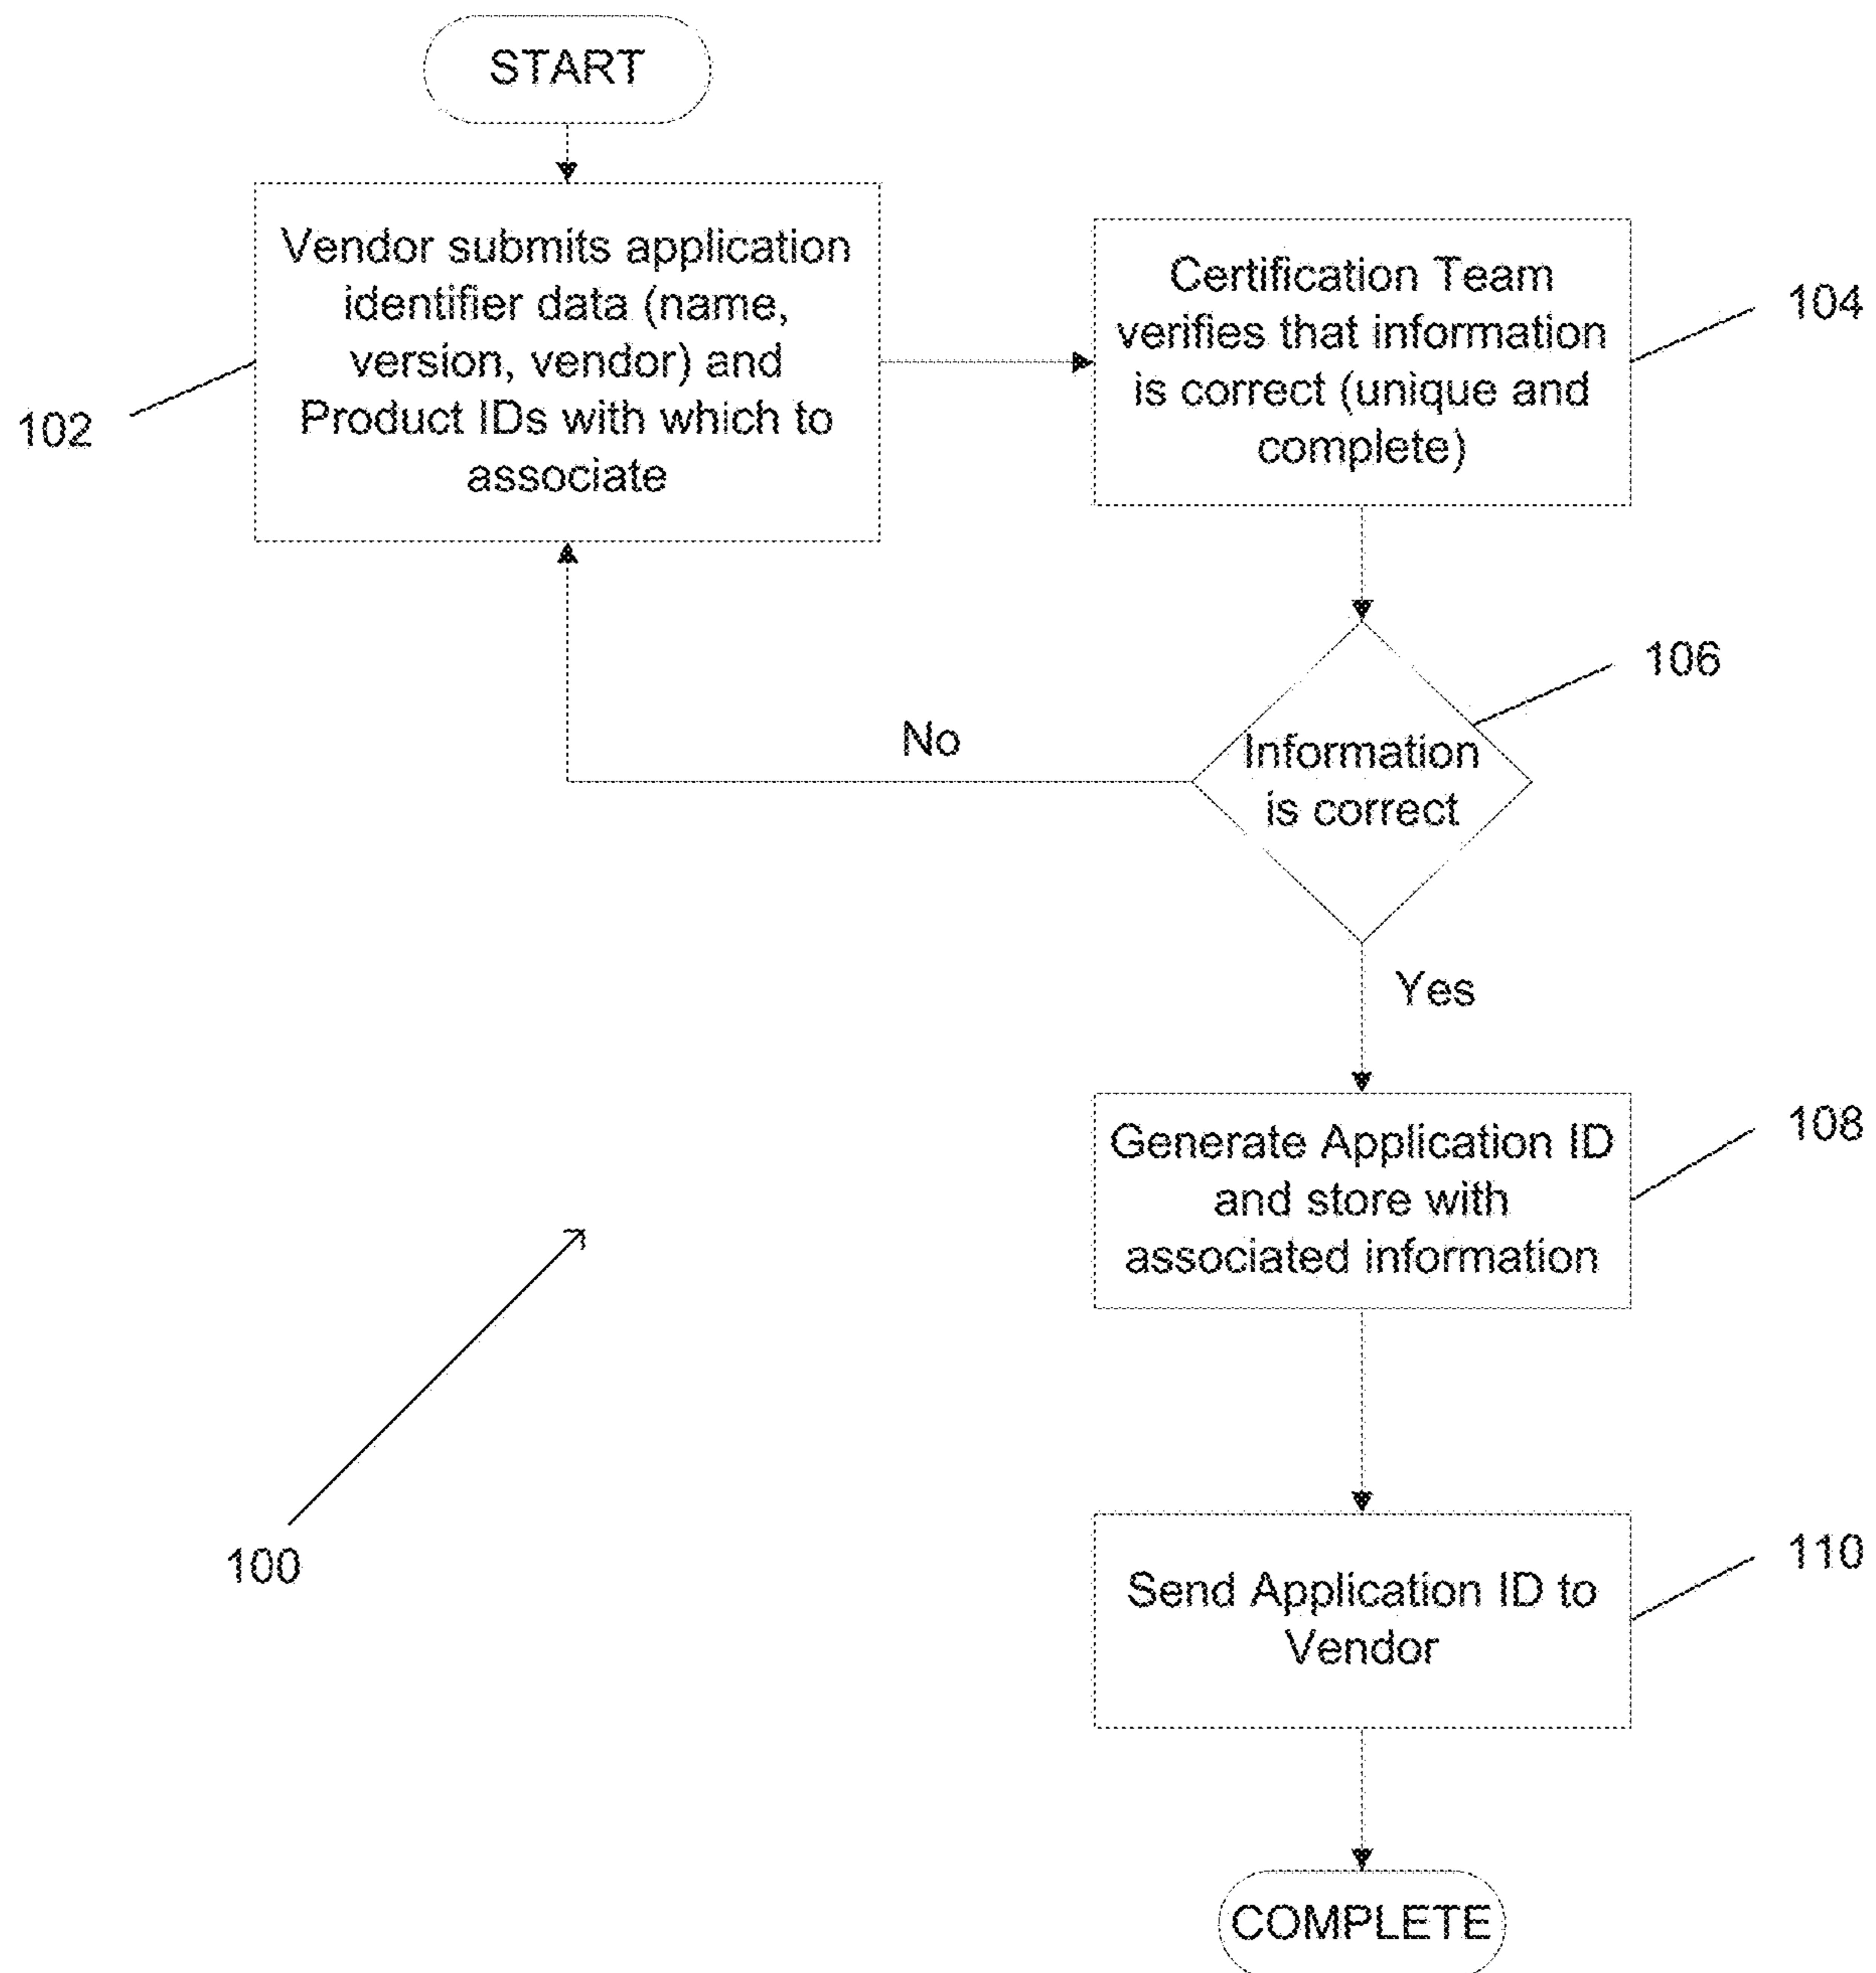 START
Vendor submits application
identifier data (name,
version, vendor) and
Product IDs with which to
associate
102
Certification Team
verifies that information
is correct (unique and
complete)
104
106
Information
is correct
No
Yes
Generate Application ID
and store with
associated information
108
100
Send Application ID to
Vendor
110
COMPLETE